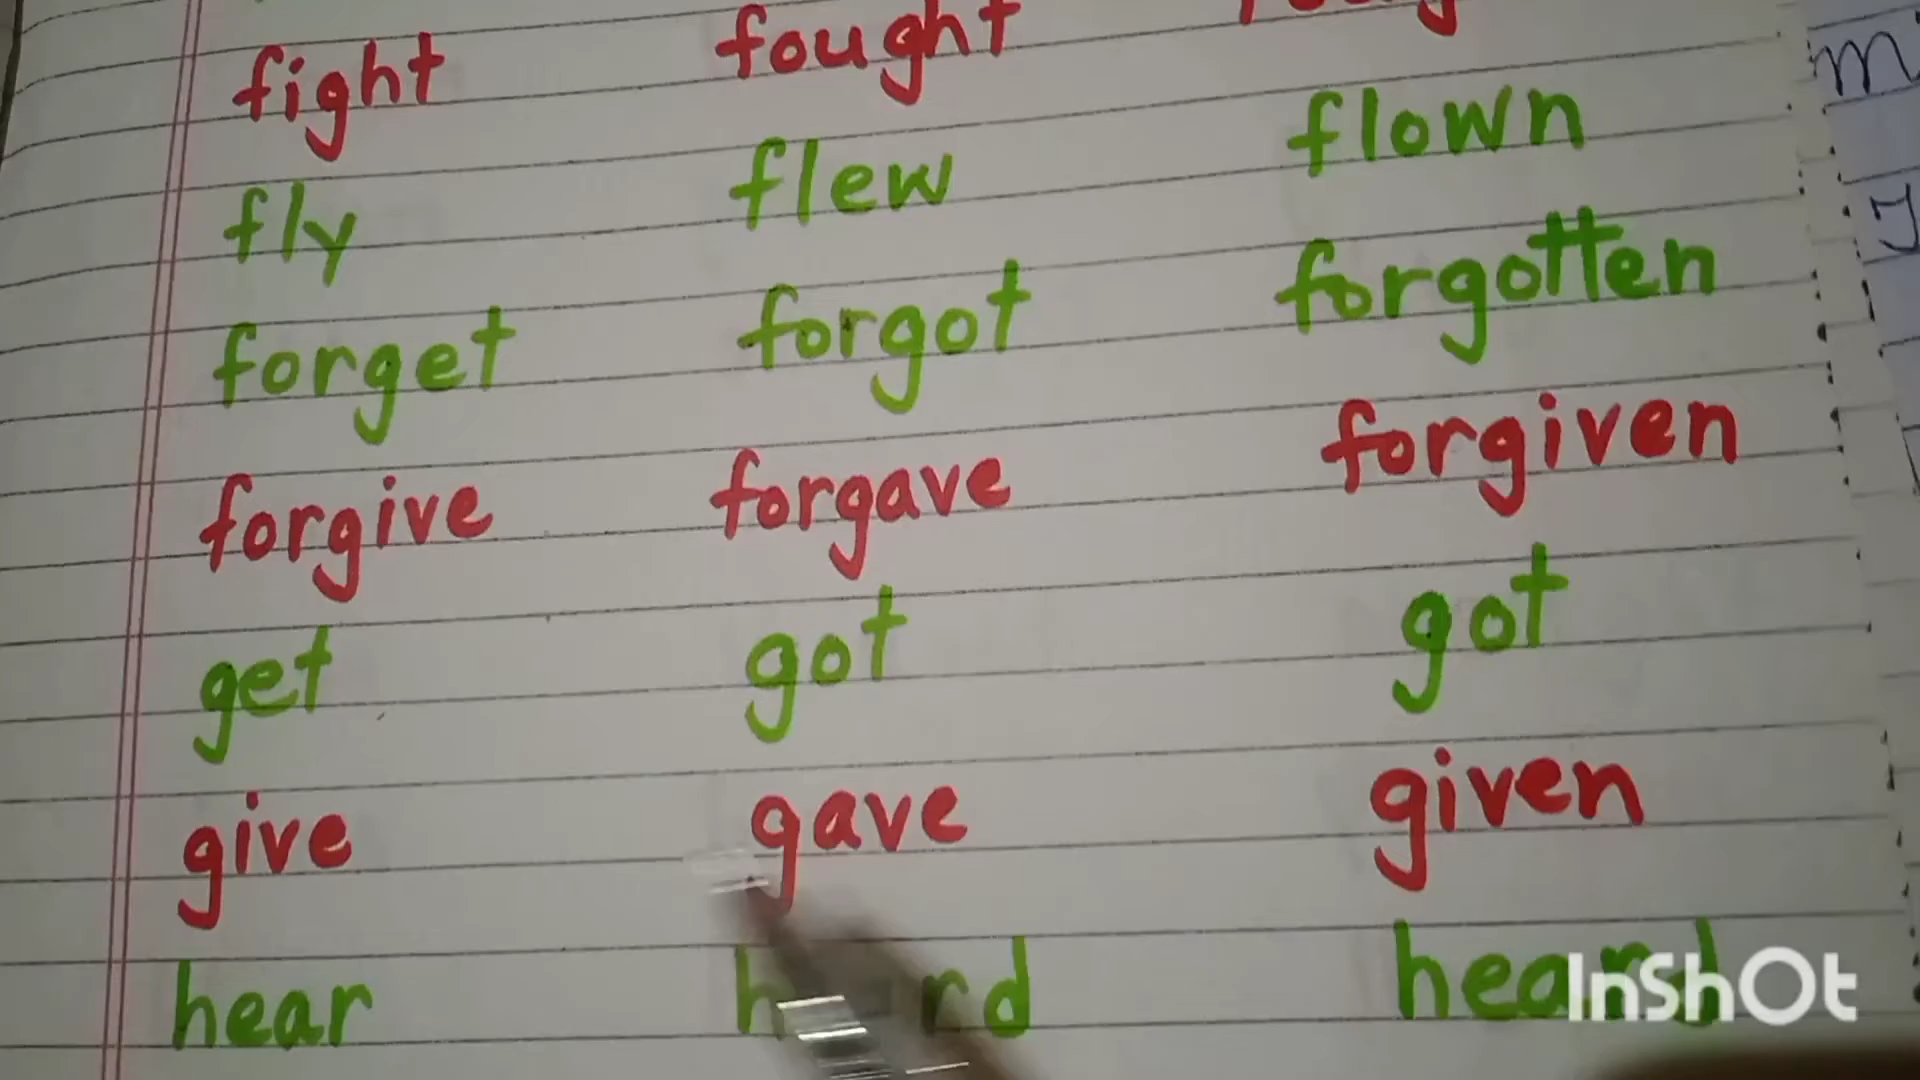 fight fought
fly flew flown
forget forgot forgotten
forgive forgave forgiven
get got got
give gave given
hear heard
InShOt